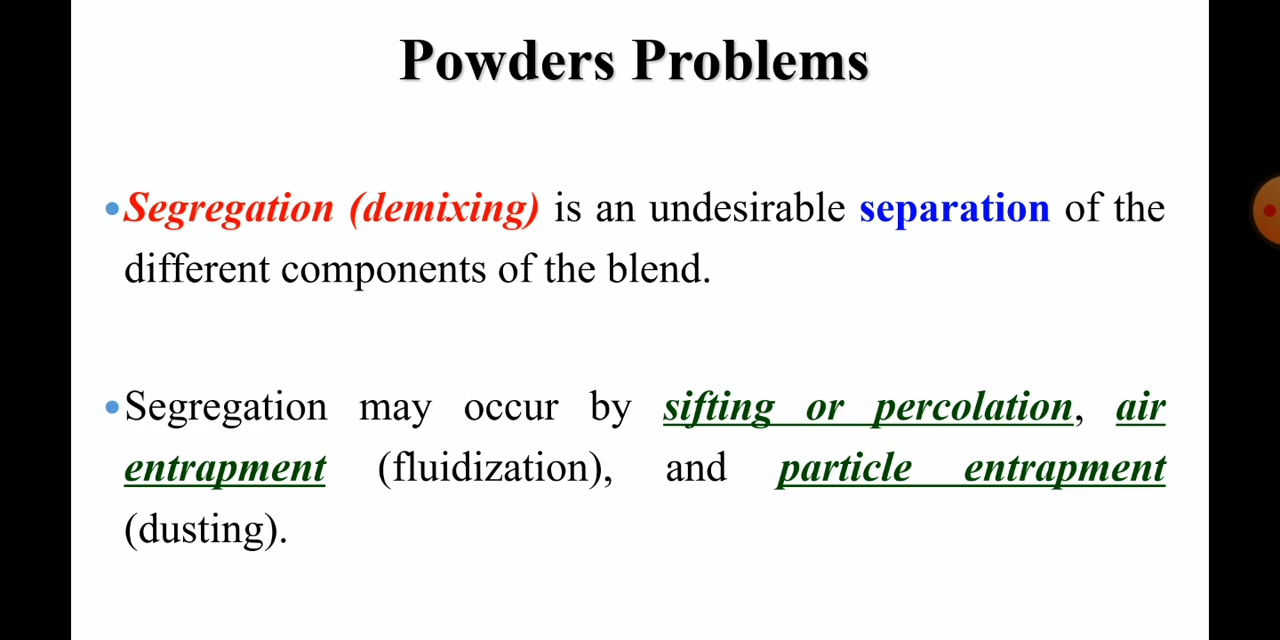 Powders Problems
•Segregation (demixing) is an undesirable separation of the
different components of the blend.
•Segregation may occur by sifting or percolation, air
entrapment (fluidization), and particle entrapment
(dusting).